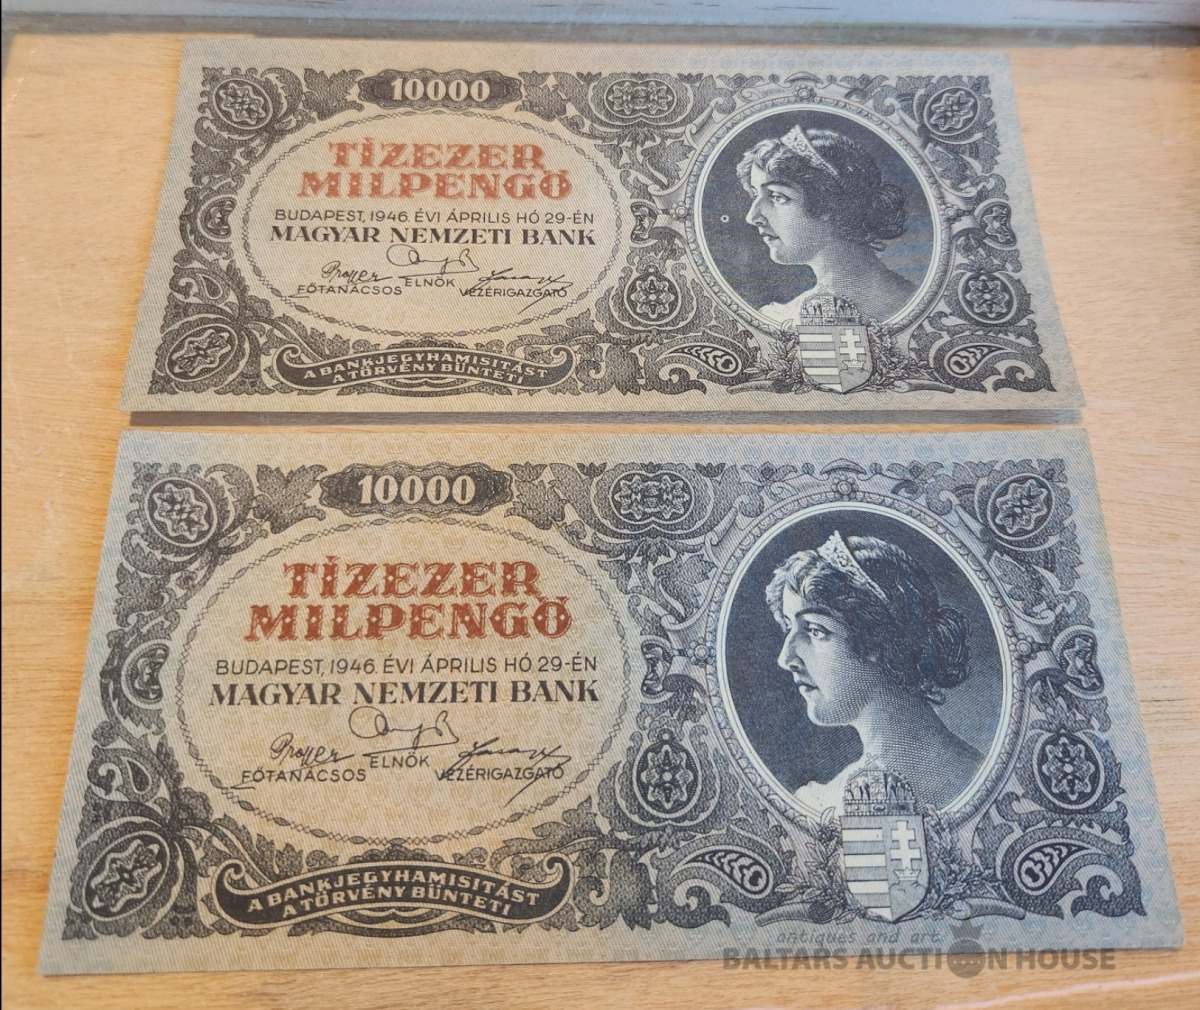 10000
TÍZEZER
MILPENGŐ
BUDAPEST, 1946. ÉVI ÁPRILIS HÓ 29-ÉN
MAGYAR NEMZETI BANK
FŐTANÁCSOS ELNÖK VEZÉRIGAZGATÓ
A BANKJEGYHAMISITÁST
A TÖRVÉNY BÜNTETI
10000
TÍZEZER
MILPENGŐ
BUDAPEST, 1946. ÉVI ÁPRILIS HÓ 29-ÉN
MAGYAR NEMZETI BANK
FŐTANÁCSOS ELNÖK VEZÉRIGAZGATÓ
A BANKJEGYHAMISITÁST
A TÖRVÉNY BÜNTETI
antiques and art
BALTARS AUCTION HOUSE